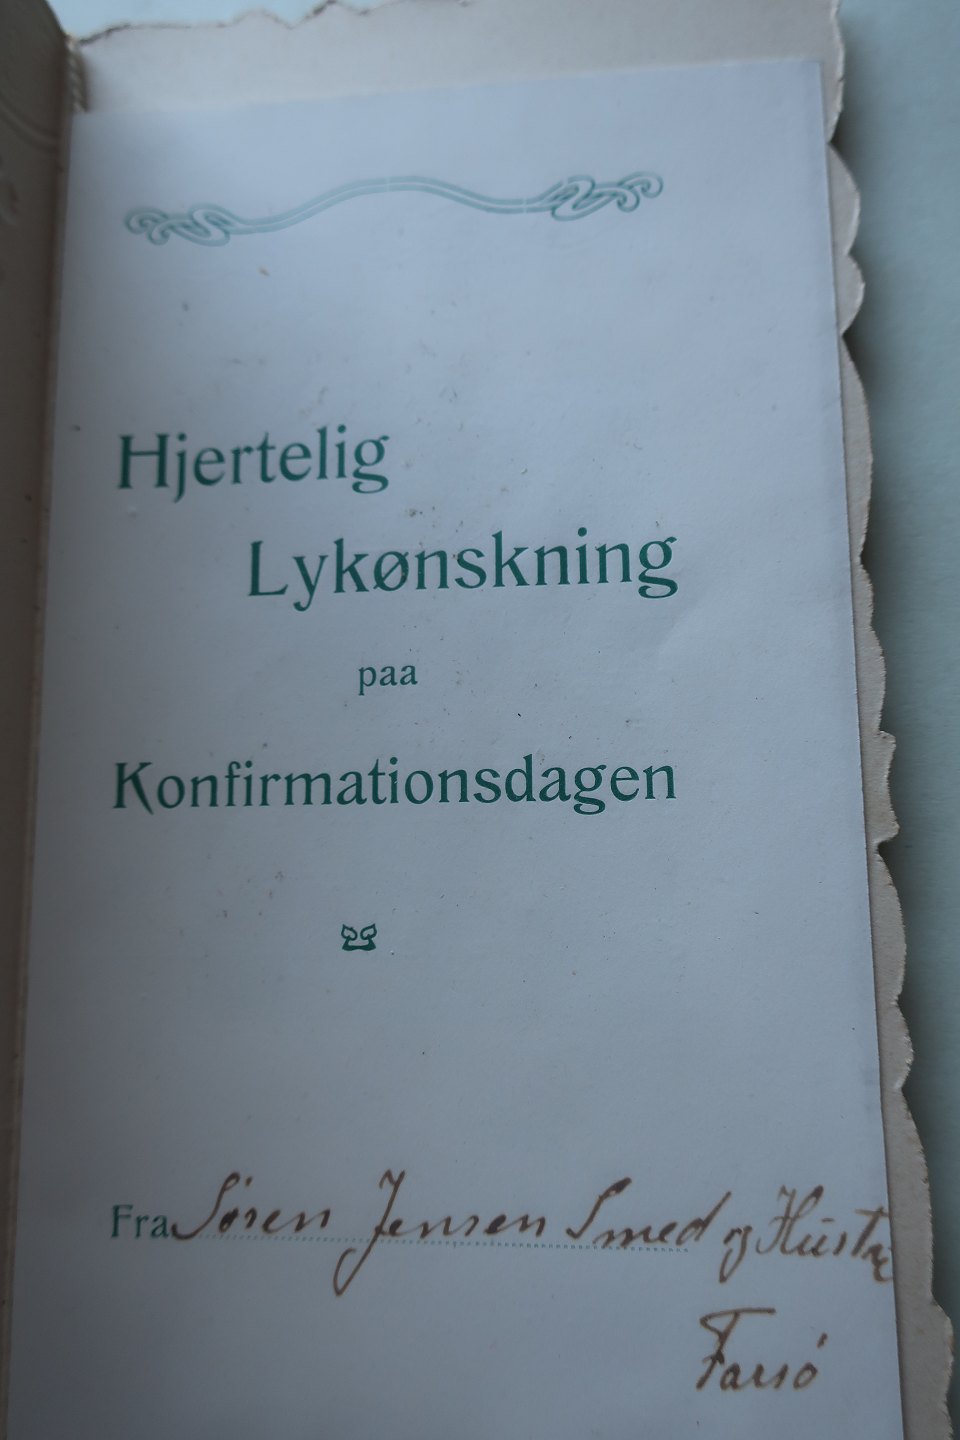 Hjertelig
Lykønskning
paa
Konfirmationsdagen
Fra Søren Jensen Smed og Hustru
Farsø